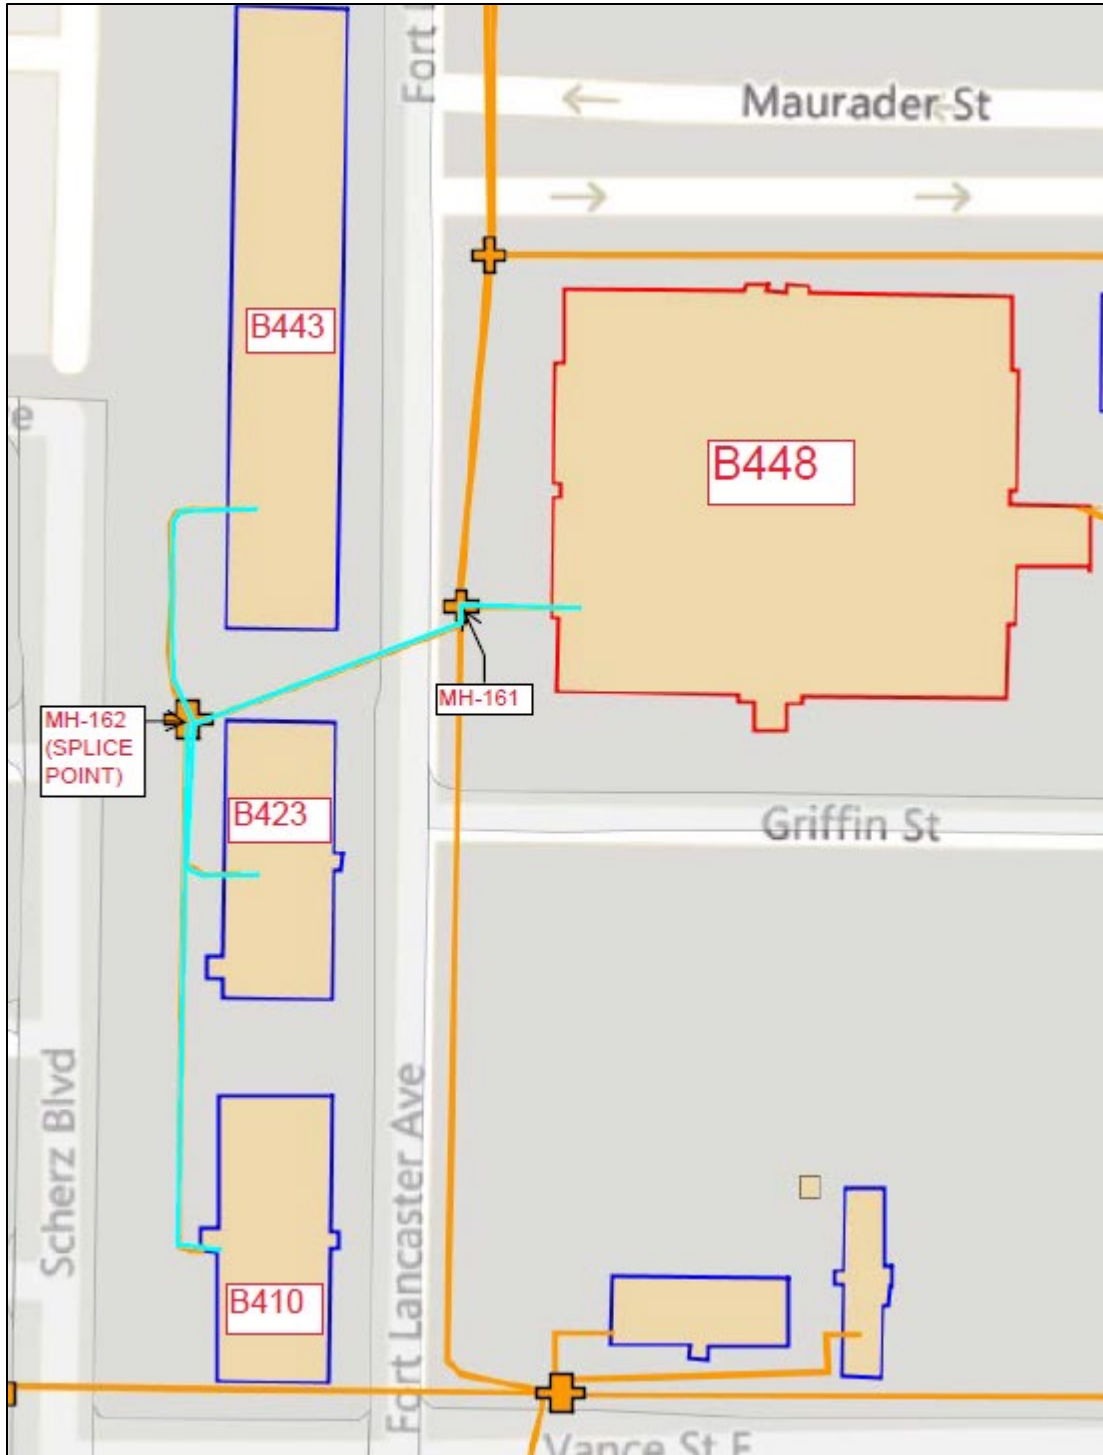 Fort
Maurader St
B443
e
B448
MH-161
MH-162
(SPLICE
POINT)
B423
Griffin St
Scherz Blvd
Fort Lancaster Ave
B410
Vance St E